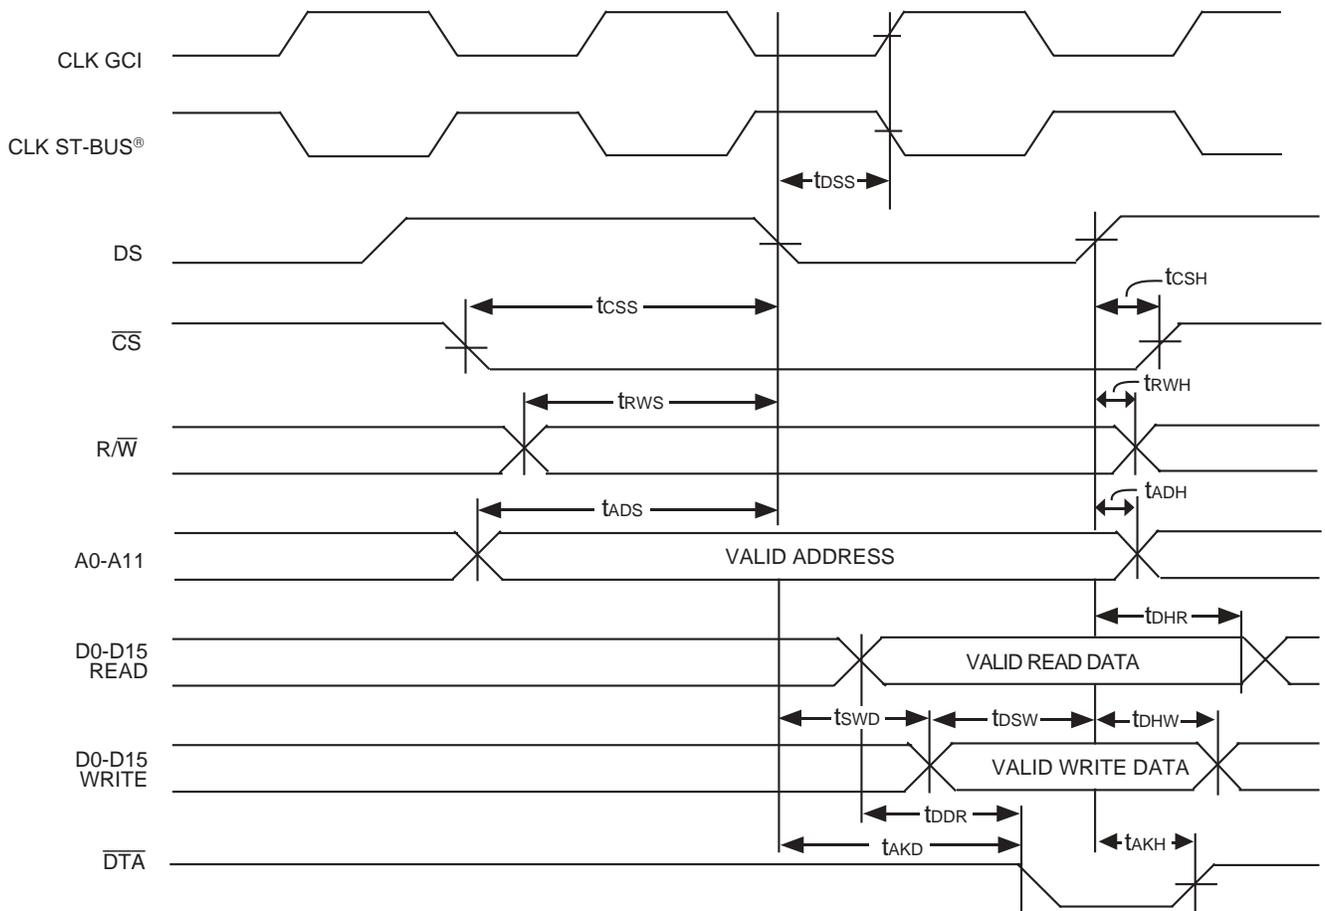 CLK GCI
CLK ST-BUS®
tDSS
DS
tCSH
tCSS
CS
tRWH
tRWS
R/W
tADH
tADS
A0-A11
VALID ADDRESS
tDHR
D0-D15
READ
VALID READ DATA
tSWD
tDSW
tDHW
D0-D15
WRITE
VALID WRITE DATA
tDDR
tAKD
tAKH
DTA